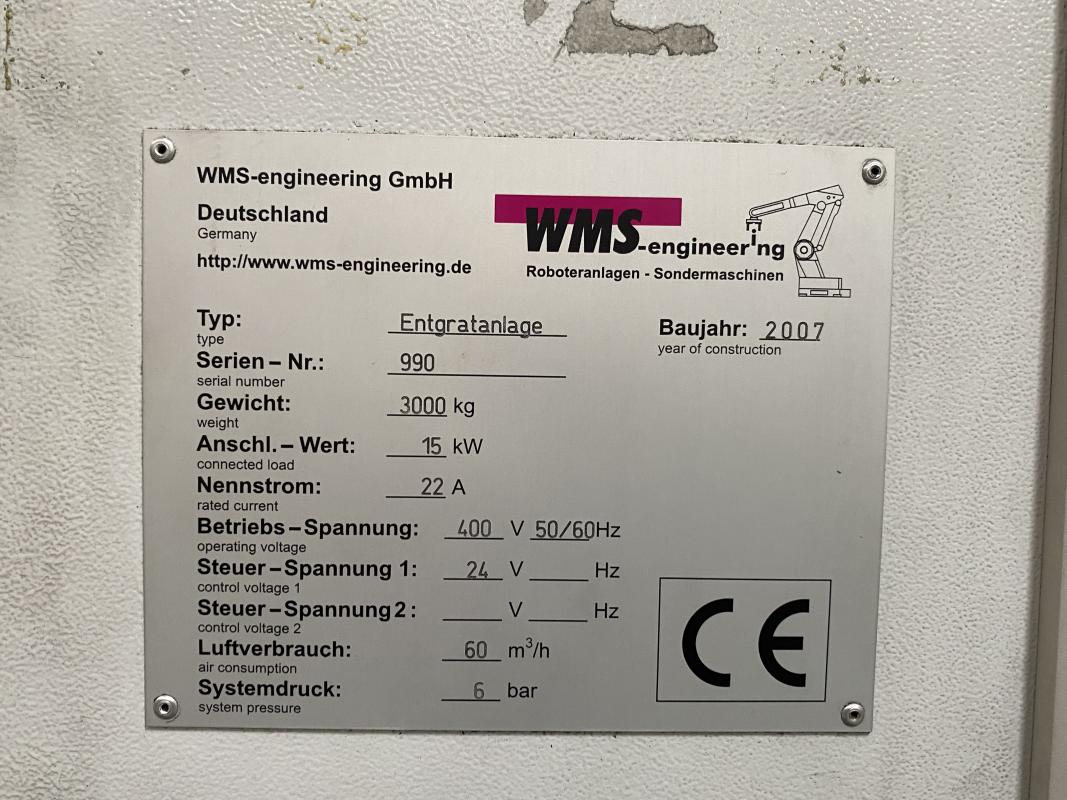 WMS-engineering GmbH
Deutschland
Germany
http://www.wms-engineering.de
WMS-engineering
Roboteranlagen - Sondermaschinen
Typ: Entgratanlage
type
Baujahr: 2007
year of construction
Serien – Nr.: 990
serial number
Gewicht: 3000 kg
weight
Anschl. – Wert: 15 kW
connected load
Nennstrom: 22 A
rated current
Betriebs – Spannung: 400 V 50/60Hz
operating voltage
Steuer – Spannung 1: 24 V Hz
control voltage 1
Steuer – Spannung 2: V Hz
control voltage 2
Luftverbrauch: 60 m³/h
air consumption
Systemdruck: 6 bar
system pressure
CE